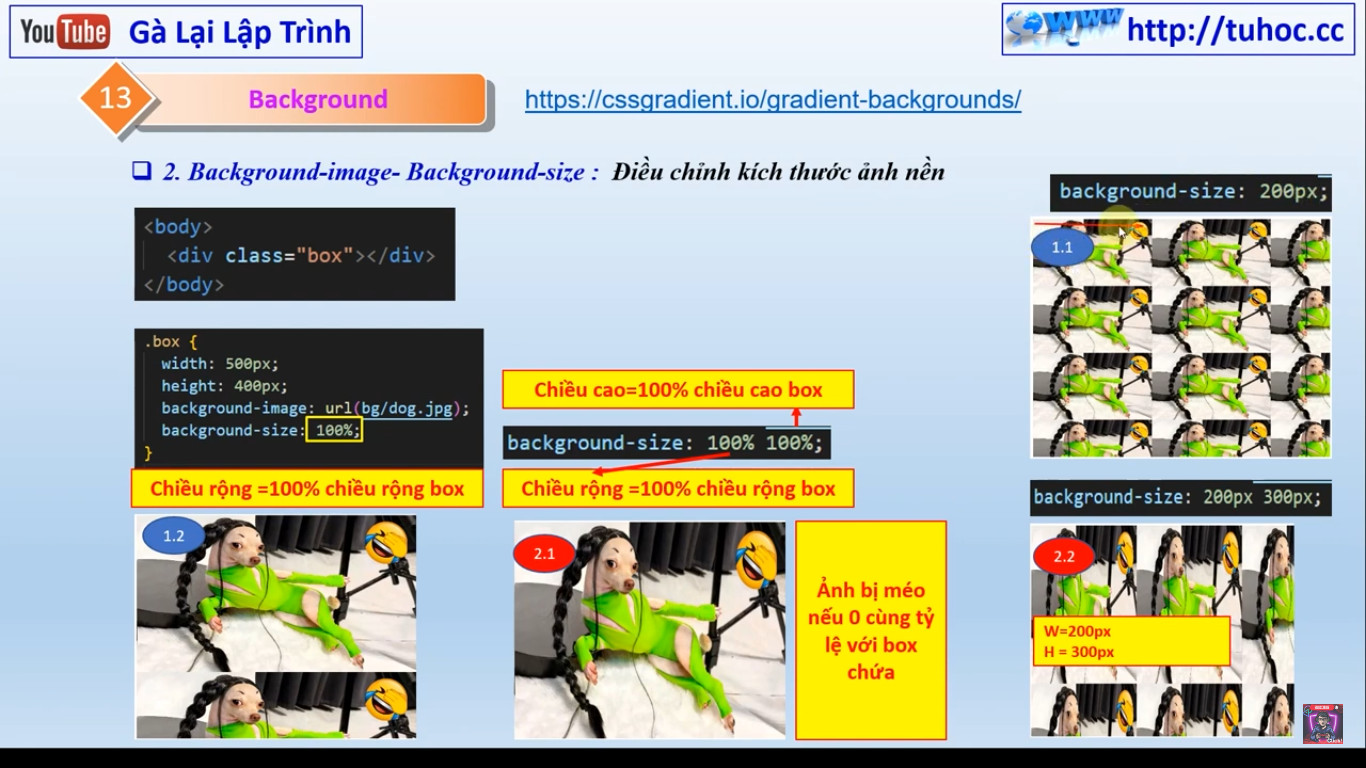 YouTube Gà Lại Lập Trình
www http://tuhoc.cc
13 Background
https://cssgradient.io/gradient-backgrounds/
2. Background-image- Background-size : Điều chỉnh kích thước ảnh nền
<body>
<div class="box"></div>
</body>
.box {
width: 500px;
height: 400px;
background-image: url(bg/dog.jpg);
background-size: 100%;
}
Chiều rộng =100% chiều rộng box
1.2
Chiều cao=100% chiều cao box
background-size: 100% 100%;
Chiều rộng =100% chiều rộng box
2.1
Ảnh bị méo
nếu 0 cùng tỷ
lệ với box
chứa
background-size: 200px;
1.1
background-size: 200px 300px;
2.2
W=200px
H = 300px